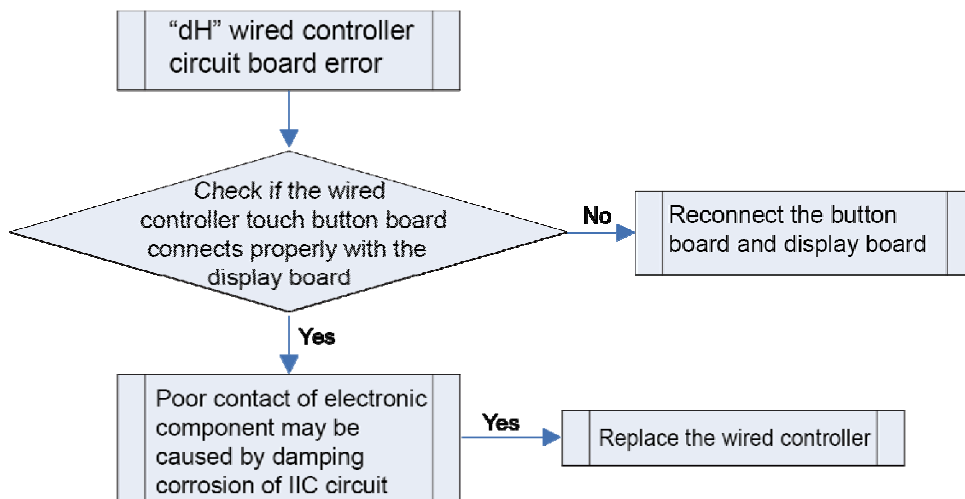 “dH” wired controller
circuit board error
Check if the wired
controller touch button board
connects properly with the
display board
No
Reconnect the button
board and display board
Yes
Poor contact of electronic
component may be
caused by damping
corrosion of IIC circuit
Yes
Replace the wired controller